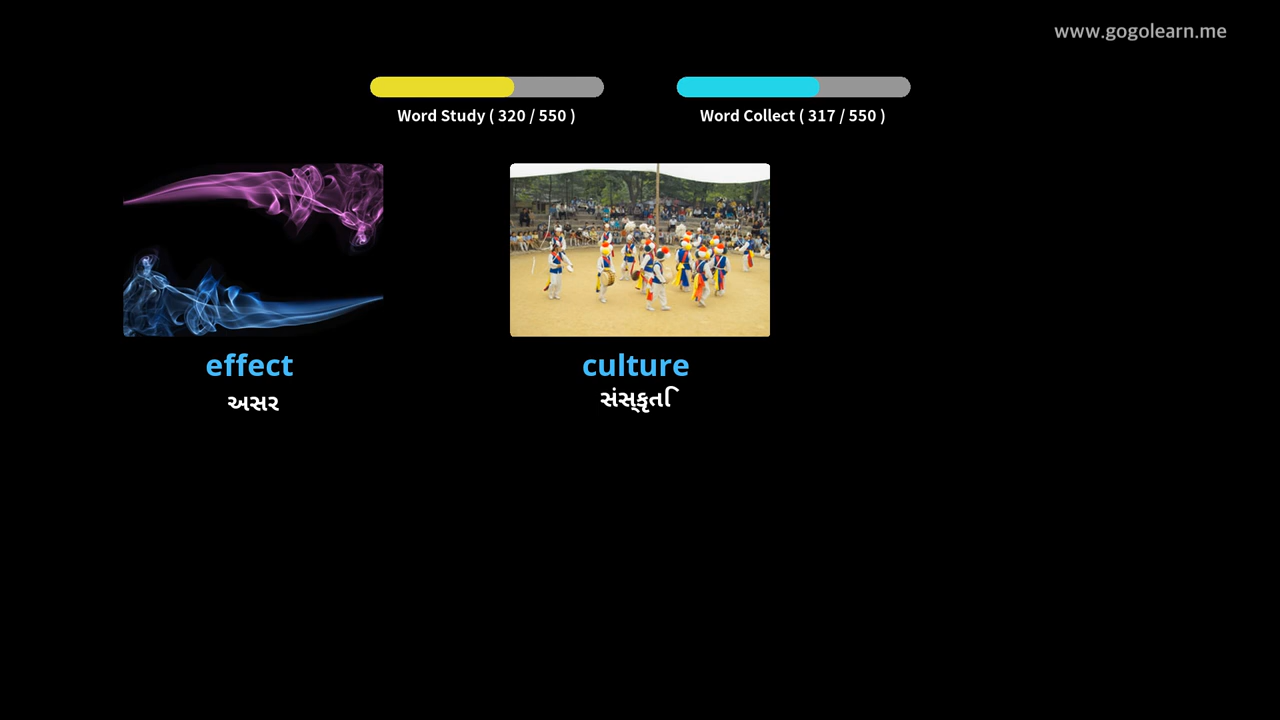 www.gogolearn.me
Word Study ( 320 / 550 )
Word Collect ( 317 / 550 )
effect
અસર
culture
સંસ્કૃતિ